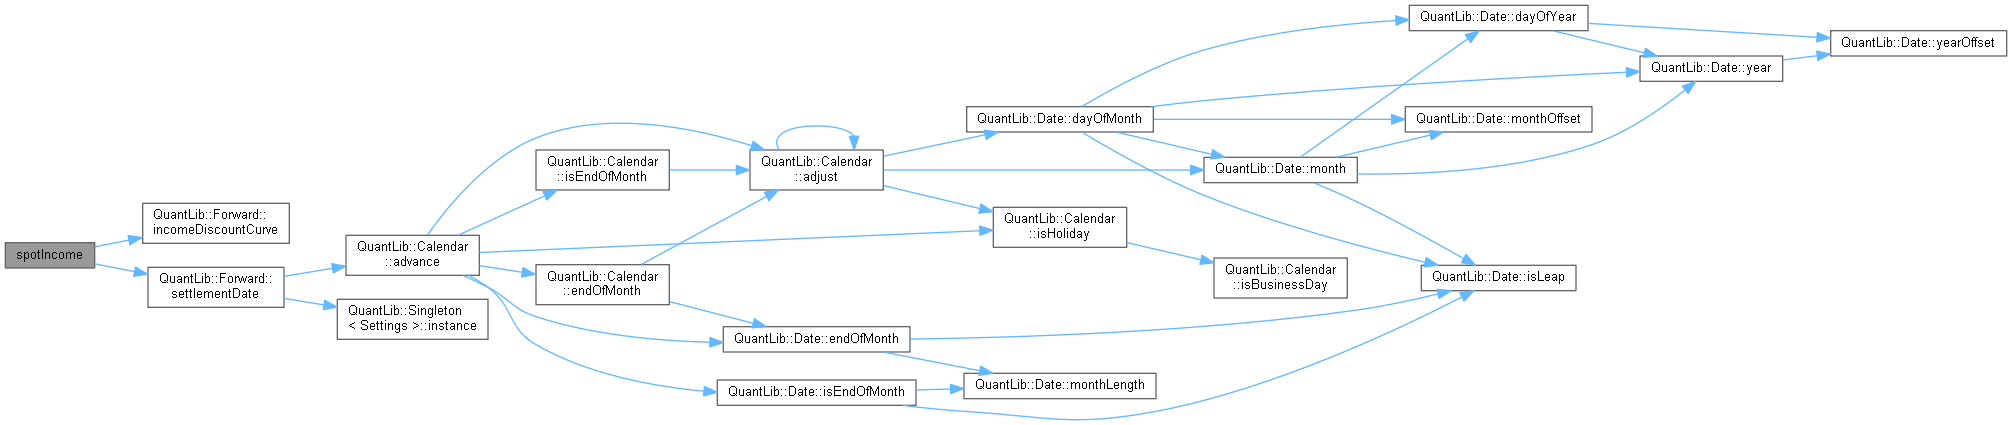 spotIncome
QuantLib::Forward::
incomeDiscountCurve
QuantLib::Forward::
settlementDate
QuantLib::Calendar
::advance
QuantLib::Singleton
< Settings >::instance
QuantLib::Calendar
::isEndOfMonth
QuantLib::Calendar
::endOfMonth
QuantLib::Calendar
::adjust
QuantLib::Date::endOfMonth
QuantLib::Date::isEndOfMonth
QuantLib::Date::dayOfMonth
QuantLib::Calendar
::isHoliday
QuantLib::Date::monthLength
QuantLib::Date::month
QuantLib::Calendar
::isBusinessDay
QuantLib::Date::dayOfYear
QuantLib::Date::monthOffset
QuantLib::Date::isLeap
QuantLib::Date::year
QuantLib::Date::yearOffset